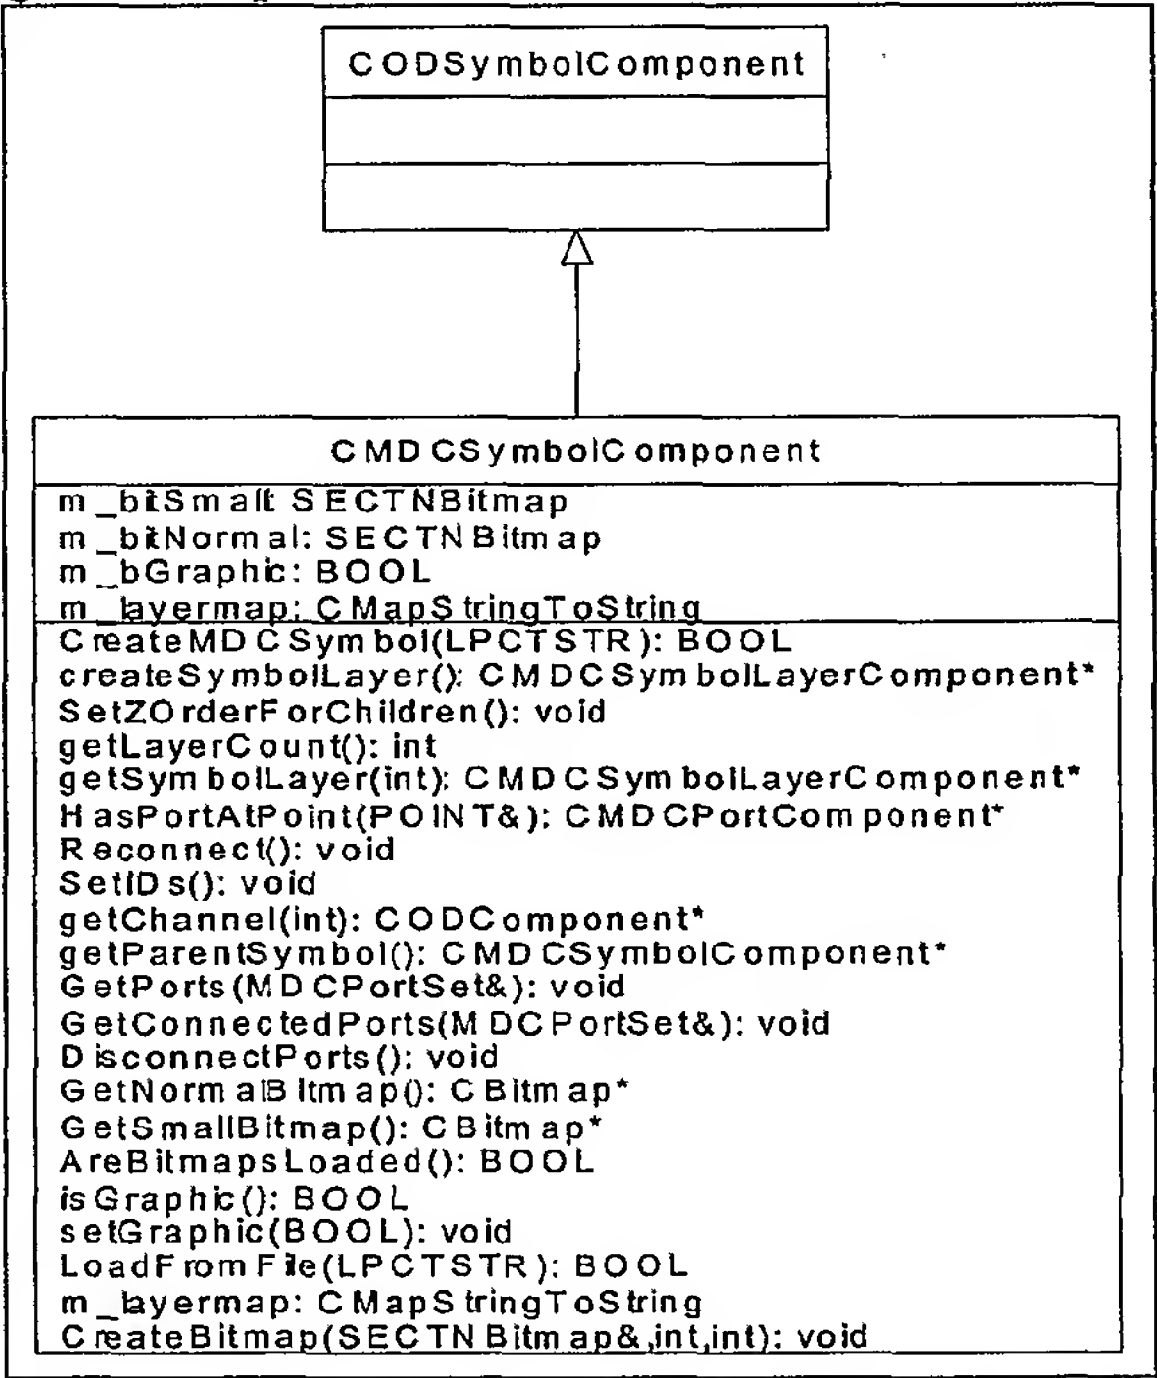 CODSymbolComponent
CMDCSymbolComponent
m_bitSmall: SECTNBitmap
m_bitNormal: SECTNBitmap
m_bGraphic: BOOL
m_layermap: CMapStringToString
CreateMDCSymbol(LPCTSTR): BOOL
createSymbolLayer(): CMDCSymbolLayerComponent*
SetZOrderForChildren(): void
getLayerCount(): int
getSymbolLayer(int): CMDCSymbolLayerComponent*
HasPortAtPoint(POINT&): CMDCPortComponent*
Reconnect(): void
SetIDs(): void
getChannel(int): CODComponent*
getParentSymbol(): CMDCSymbolComponent*
GetPorts(MDCPortSet&): void
GetConnectedPorts(MDCPortSet&): void
DisconnectPorts(): void
GetNormalBitmap(): CBitmap*
GetSmallBitmap(): CBitmap*
AreBitmapsLoaded(): BOOL
isGraphic(): BOOL
setGraphic(BOOL): void
LoadFromFile(LPCTSTR): BOOL
m_layermap: CMapStringToString
CreateBitmap(SECTNBitmap&,int,int): void